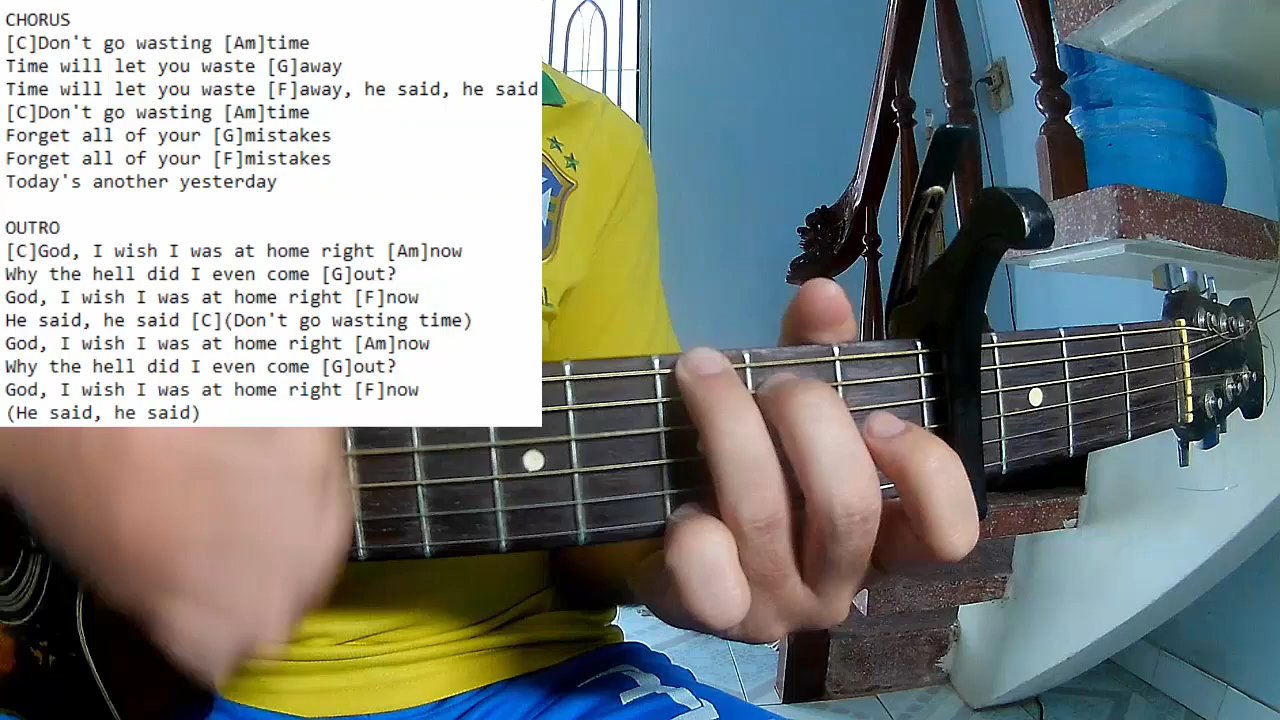 CHORUS
[C]Don't go wasting [Am]time
Time will let you waste [G]away
Time will let you waste [F]away, he said, he said
[C]Don't go wasting [Am]time
Forget all of your [G]mistakes
Forget all of your [F]mistakes
Today's another yesterday
OUTRO
[C]God, I wish I was at home right [Am]now
Why the hell did I even come [G]out?
God, I wish I was at home right [F]now
He said, he said [C](Don't go wasting time)
God, I wish I was at home right [Am]now
Why the hell did I even come [G]out?
God, I wish I was at home right [F]now
(He said, he said)